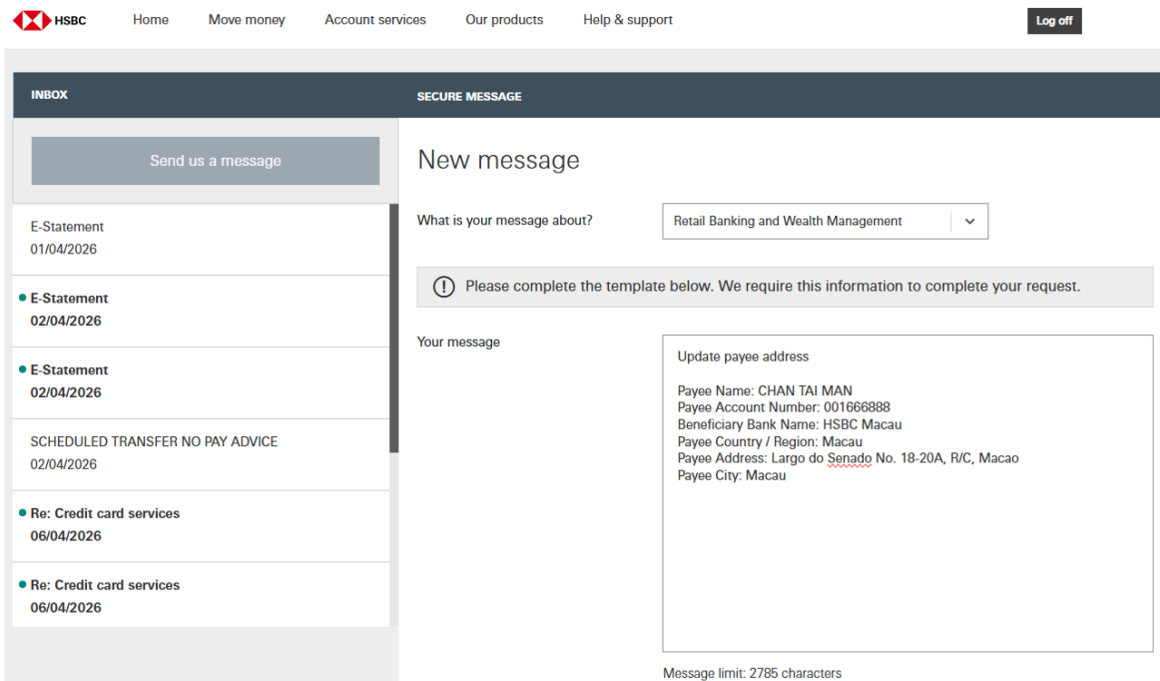 HSBC
Home
Move money
Account services
Our products
Help & support
Log off
INBOX
Send us a message
E-Statement
01/04/2026
E-Statement
02/04/2026
E-Statement
02/04/2026
SCHEDULED TRANSFER NO PAY ADVICE
02/04/2026
Re: Credit card services
06/04/2026
Re: Credit card services
06/04/2026
SECURE MESSAGE
New message
What is your message about?
Retail Banking and Wealth Management
Please complete the template below. We require this information to complete your request.
Your message
Update payee address
Payee Name: CHAN TAI MAN
Payee Account Number: 001666888
Beneficiary Bank Name: HSBC Macau
Payee Country / Region: Macau
Payee Address: Largo do Senado No. 18-20A, R/C, Macao
Payee City: Macau
Message limit: 2785 characters